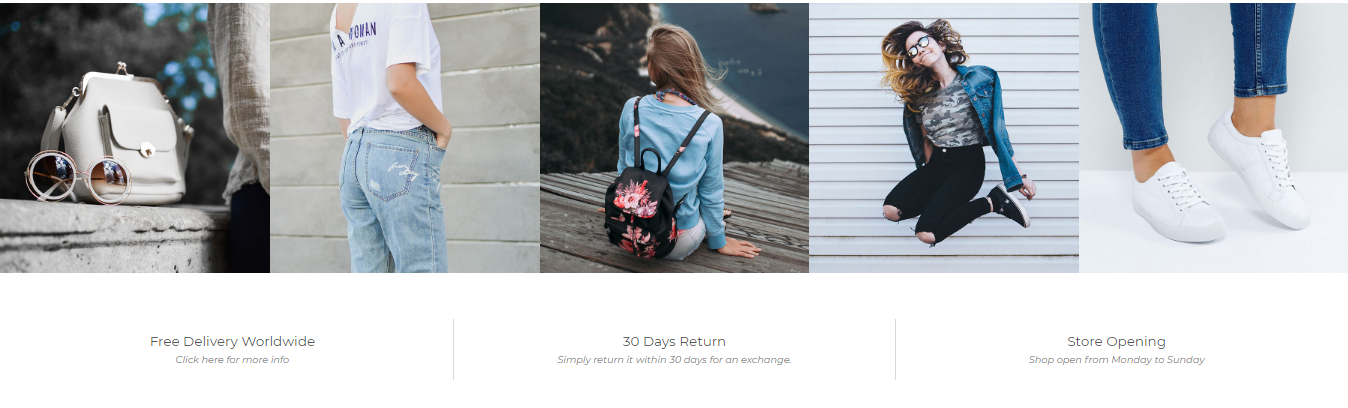 A WOMAN
Free Delivery Worldwide
Click here for more info
30 Days Return
Simply return it within 30 days for an exchange.
Store Opening
Shop open from Monday to Sunday